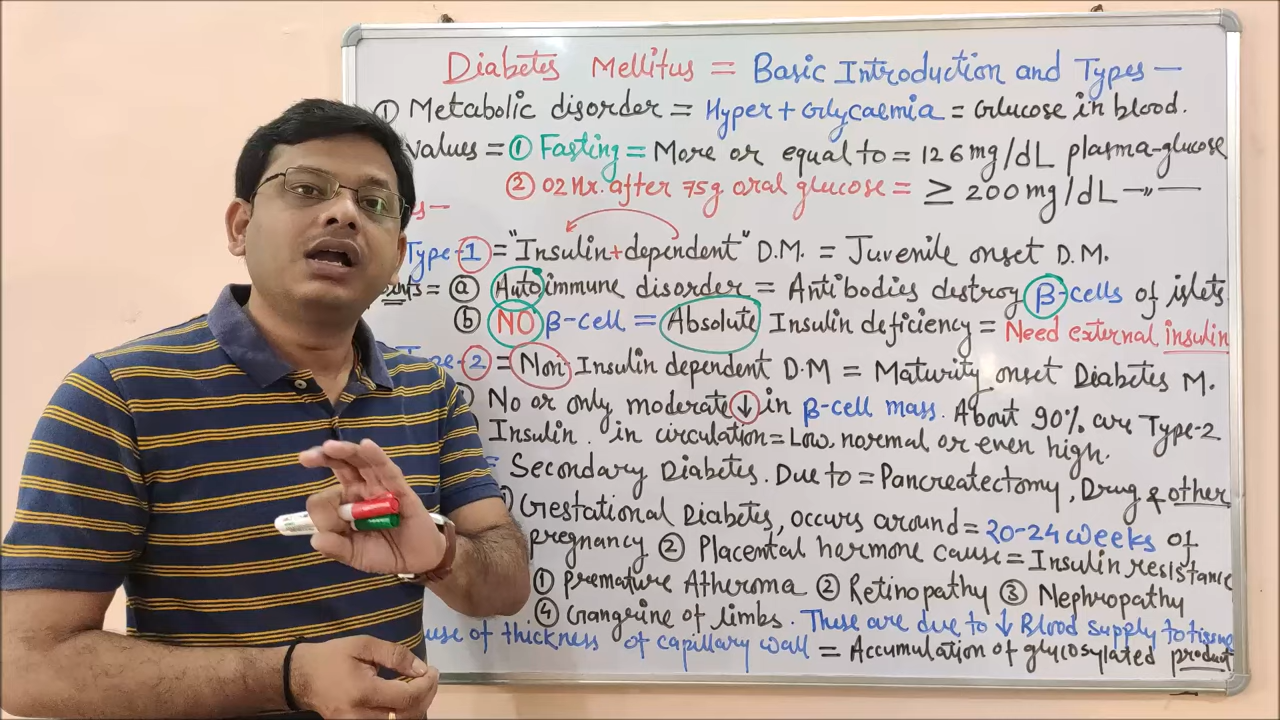 Diabetes Mellitus = Basic Introduction and Types —
① Metabolic disorder = Hyper + Glycaemia = Glucose in blood.
Values = ① Fasting = More or equal to = 126 mg/dL plasma-glucose
② 02 Hr. after 75g oral glucose = ≥ 200 mg/dL —〃—
Type-1 = "Insulin + dependent" D.M. = Juvenile onset D.M.
= ⓐ Autoimmune disorder = Antibodies destroy β-cells of islets
ⓑ NO β-cell = Absolute Insulin deficiency = Need external insulin
Type-2 = Non-Insulin dependent D.M = Maturity onset Diabetes M.
No or only moderate ↓ in β-cell mass. About 90% are Type-2
Insulin in circulation = Low, normal or even high.
= Secondary Diabetes. Due to = Pancreatectomy, Drug & other
Gestational Diabetes, occurs around = 20-24 weeks of
pregnancy ② Placental hormone cause = Insulin resistance
① Premature Atheroma ② Retinopathy ③ Nephropathy
④ Gangrine of limbs. These are due to ↓ Blood supply to tissue
of thickness of capillary wall = Accumulation of glycosylated product